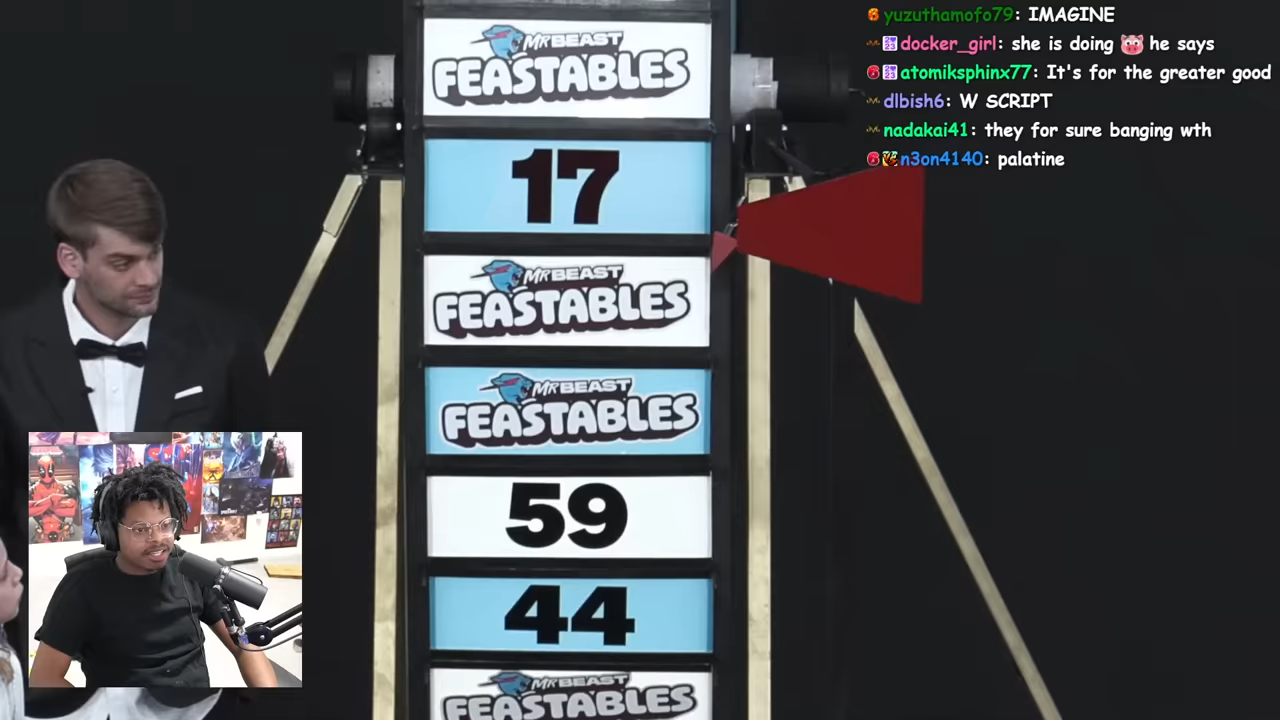 MRBEAST
FEASTABLES
17
MRBEAST
FEASTABLES
MRBEAST
FEASTABLES
59
44
MRBEAST
FEASTABLES
yuzuthamofo79: IMAGINE
docker_girl: she is doing 🐷 he says
atomiksphinx77: It's for the greater good
dlbish6: W SCRIPT
nadakai41: they for sure banging wth
n3on4140: palatine